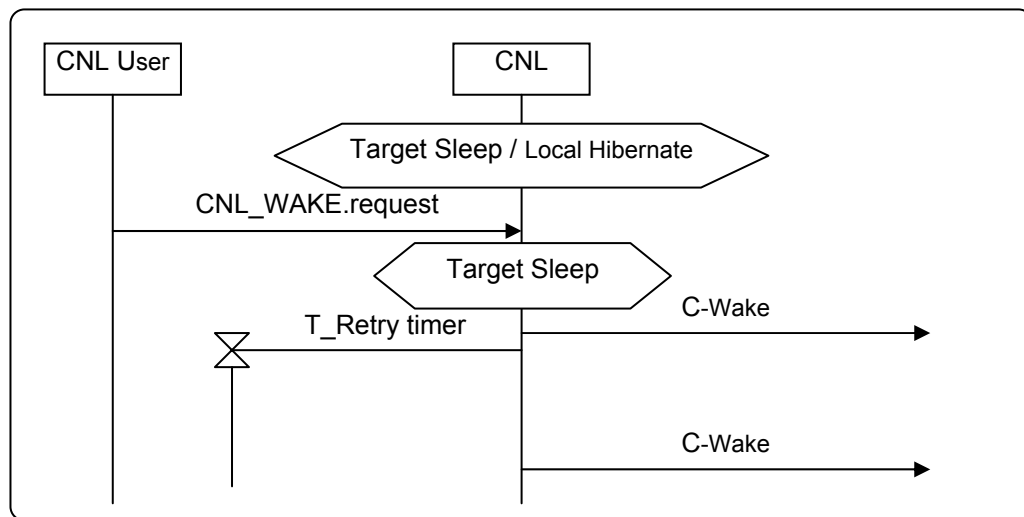 CNL User
CNL
Target Sleep / Local Hibernate
CNL_WAKE.request
Target Sleep
C-Wake
T_Retry timer
C-Wake